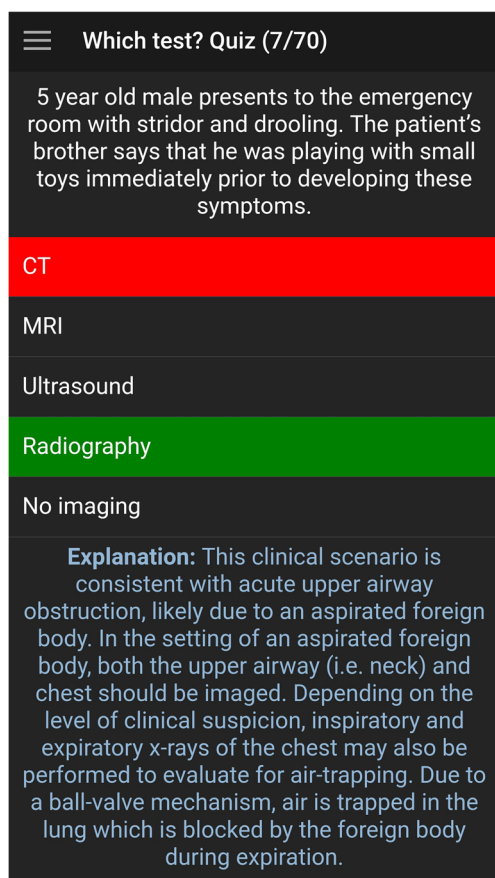 Which test? Quiz (7/70)
5 year old male presents to the emergency
room with stridor and drooling. The patient’s
brother says that he was playing with small
toys immediately prior to developing these
symptoms.
CT
MRI
Ultrasound
Radiography
No imaging
Explanation: This clinical scenario is
consistent with acute upper airway
obstruction, likely due to an aspirated foreign
body. In the setting of an aspirated foreign
body, both the upper airway (i.e. neck) and
chest should be imaged. Depending on the
level of clinical suspicion, inspiratory and
expiratory x-rays of the chest may also be
performed to evaluate for air-trapping. Due to
a ball-valve mechanism, air is trapped in the
lung which is blocked by the foreign body
during expiration.